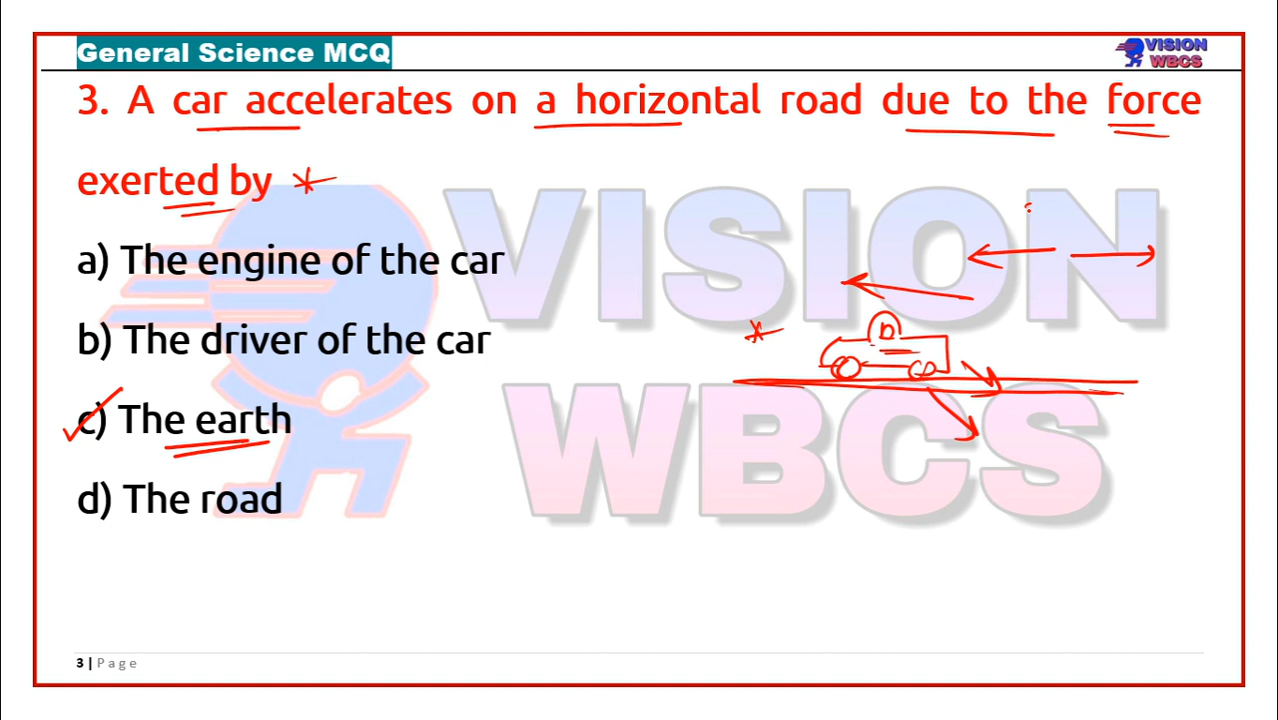 General Science MCQ
VISION
WBCS
3. A car accelerates on a horizontal road due to the force
exerted by
a) The engine of the car
b) The driver of the car
c) The earth
d) The road
VISION
WBCS
D
3 | Page